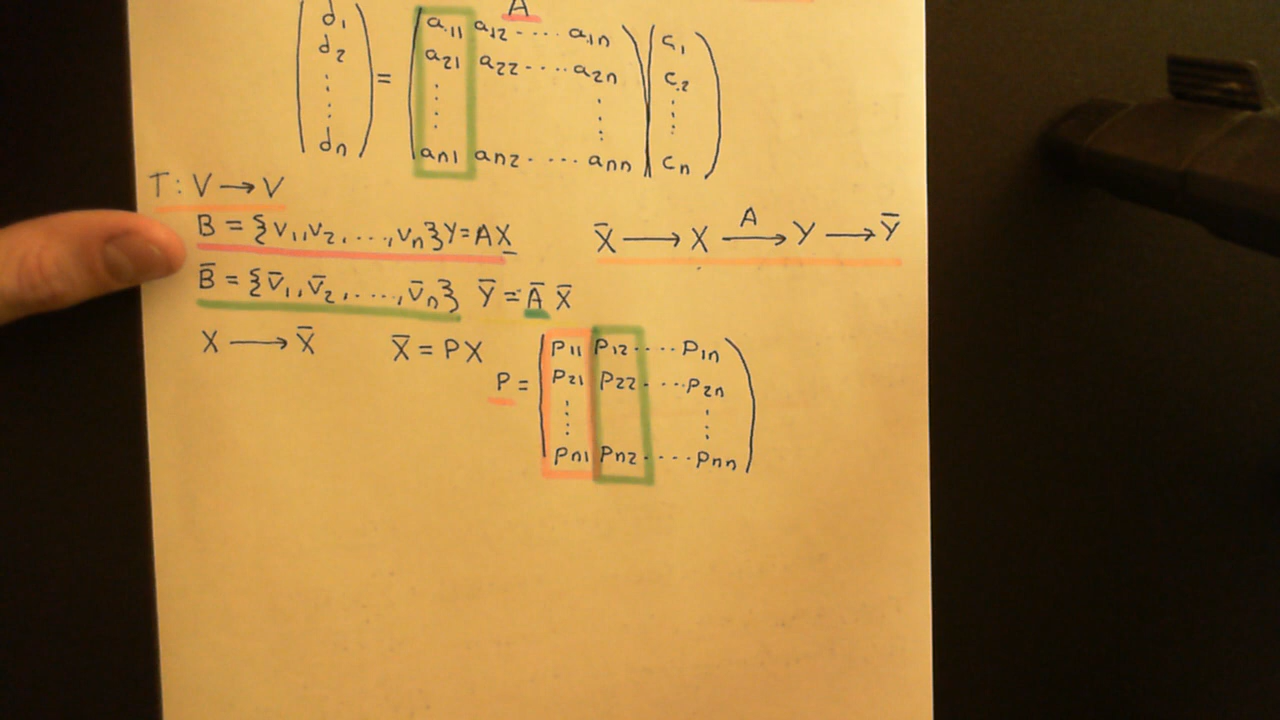 A
d₁ a₁₁ a₁₂ ···· a₁ₙ c₁
d₂ = a₂₁ a₂₂ ···· a₂ₙ c₂
⋮ ⋮ ⋮ ⋮
dₙ aₙ₁ aₙ₂ ···· aₙₙ cₙ
T: V → V
B = {v₁, v₂, ..., vₙ} Y = AX
X̄ → X –A→ Y → Ȳ
B̄ = {v̄₁, v̄₂, ...., v̄ₙ} Ȳ = Ā X̄
X → X̄ X̄ = PX
p₁₁ p₁₂ ···· p₁ₙ
P = p₂₁ p₂₂ ···· p₂ₙ
⋮ ⋮
pₙ₁ pₙ₂ ···· pₙₙ